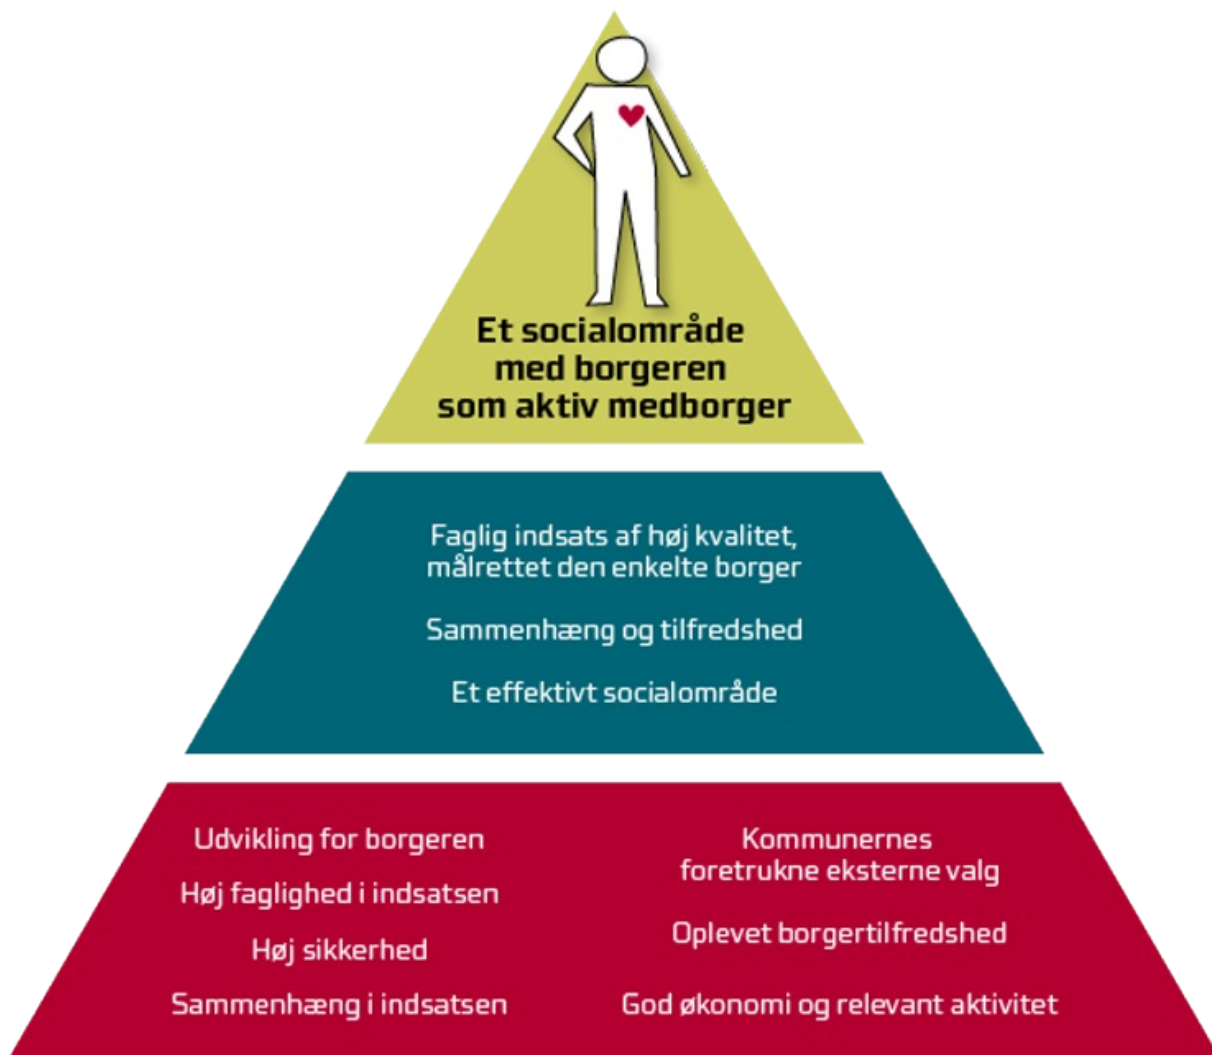 Et socialområde
med borgeren
som aktiv medborger
Faglig indsats af høj kvalitet,
målrettet den enkelte borger
Sammenhæng og tilfredshed
Et effektivt socialområde
Udvikling for borgeren
Høj faglighed i indsatsen
Høj sikkerhed
Sammenhæng i indsatsen
Kommunernes
foretrukne eksterne valg
Oplevet borgertilfredshed
God økonomi og relevant aktivitet